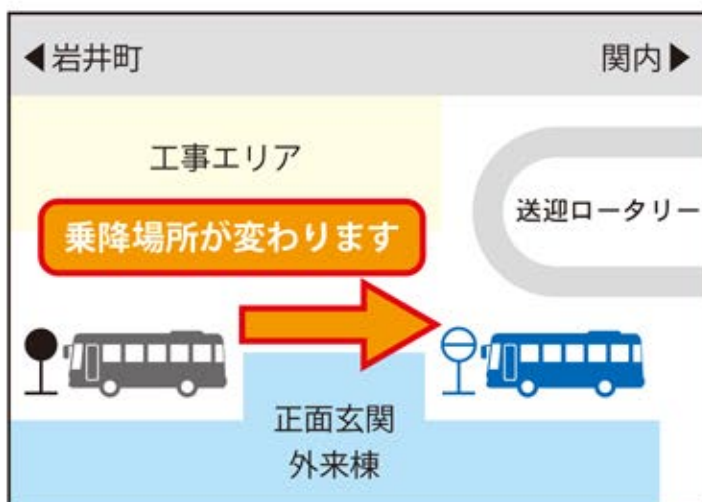 ◀岩井町
関内▶
工事エリア
送迎ロータリー
乗降場所が変わります
正面玄関
外来棟